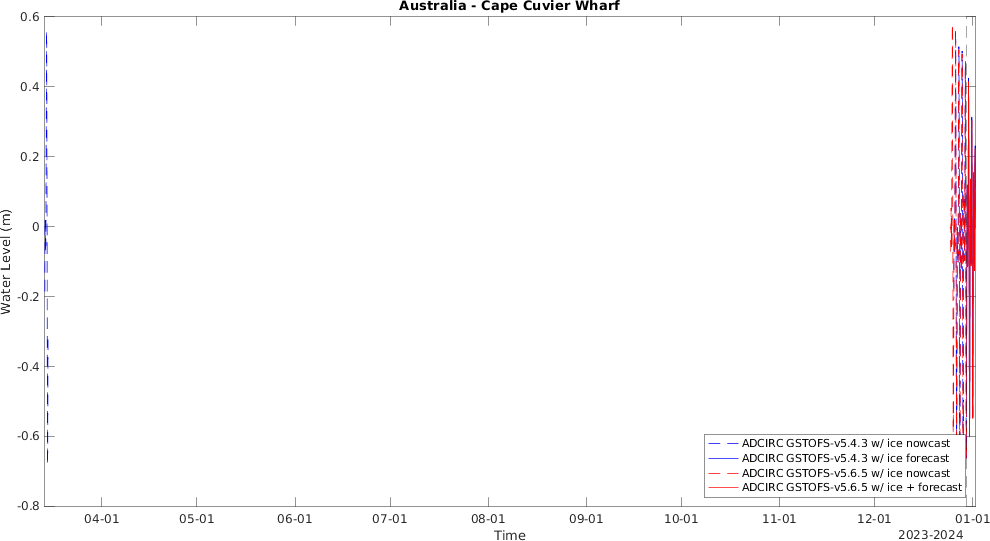 Australia - Cape Cuvier Wharf
0.6
0.4
0.2
0
-0.2
-0.4
-0.6
-0.8
Water Level (m)
ADCIRC GSTOFS-v5.4.3 w/ ice nowcast
ADCIRC GSTOFS-v5.4.3 w/ ice forecast
ADCIRC GSTOFS-v5.6.5 w/ ice nowcast
ADCIRC GSTOFS-v5.6.5 w/ ice + forecast
04-01 05-01 06-01 07-01 08-01 09-01 10-01 11-01 12-01 01-01
Time
2023-2024